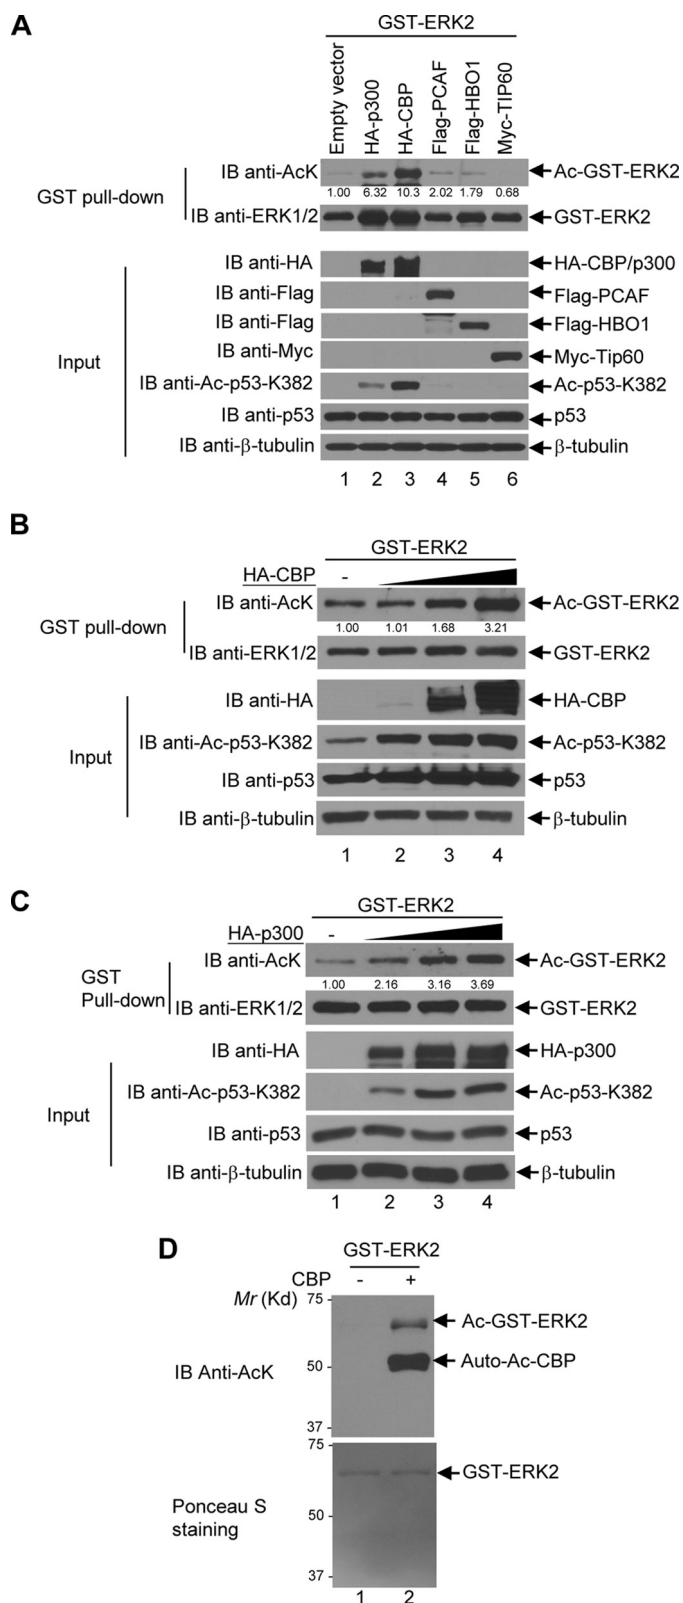 A
GST-ERK2
Empty vector
HA-p300
HA-CBP
Flag-PCAF
Flag-HBO1
Myc-TIP60
GST pull-down
IB anti-AcK
Ac-GST-ERK2
1.00 6.32 10.3 2.02 1.79 0.68
IB anti-ERK1/2
GST-ERK2
Input
IB anti-HA
HA-CBP/p300
IB anti-Flag
Flag-PCAF
IB anti-Flag
Flag-HBO1
IB anti-Myc
Myc-Tip60
IB anti-Ac-p53-K382
Ac-p53-K382
IB anti-p53
p53
IB anti-β-tubulin
β-tubulin
1 2 3 4 5 6
B
GST-ERK2
HA-CBP -
GST pull-down
IB anti-AcK
Ac-GST-ERK2
1.00 1.01 1.68 3.21
IB anti-ERK1/2
GST-ERK2
Input
IB anti-HA
HA-CBP
IB anti-Ac-p53-K382
Ac-p53-K382
IB anti-p53
p53
IB anti-β-tubulin
β-tubulin
1 2 3 4
C
GST-ERK2
HA-p300 -
GST
Pull-down
IB anti-AcK
Ac-GST-ERK2
1.00 2.16 3.16 3.69
IB anti-ERK1/2
GST-ERK2
Input
IB anti-HA
HA-p300
IB anti-Ac-p53-K382
Ac-p53-K382
IB anti-p53
p53
IB anti-β-tubulin
β-tubulin
1 2 3 4
D
GST-ERK2
CBP - +
Mr (Kd)
75 -
Ac-GST-ERK2
Auto-Ac-CBP
IB Anti-AcK
50 -
37 -
75 -
GST-ERK2
Ponceau S
staining
50 -
37 -
1 2